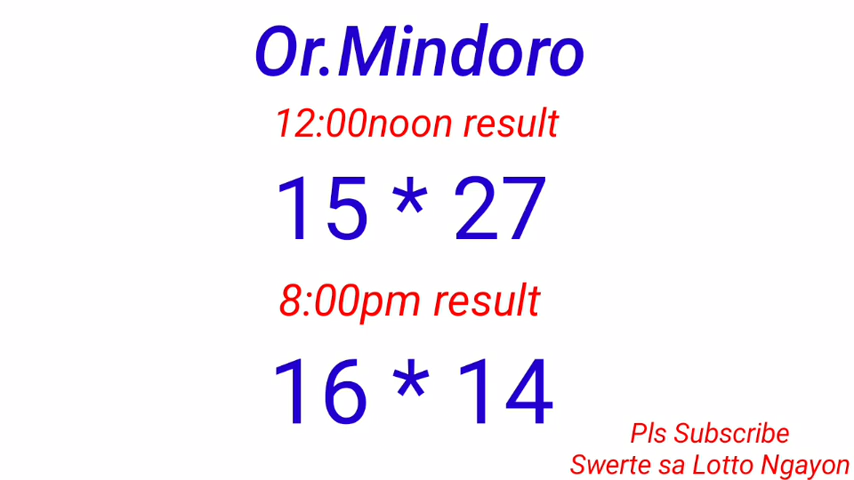 Or.Mindoro
12:00noon result
15 * 27
8:00pm result
16 * 14
Pls Subscribe
Swerte sa Lotto Ngayon